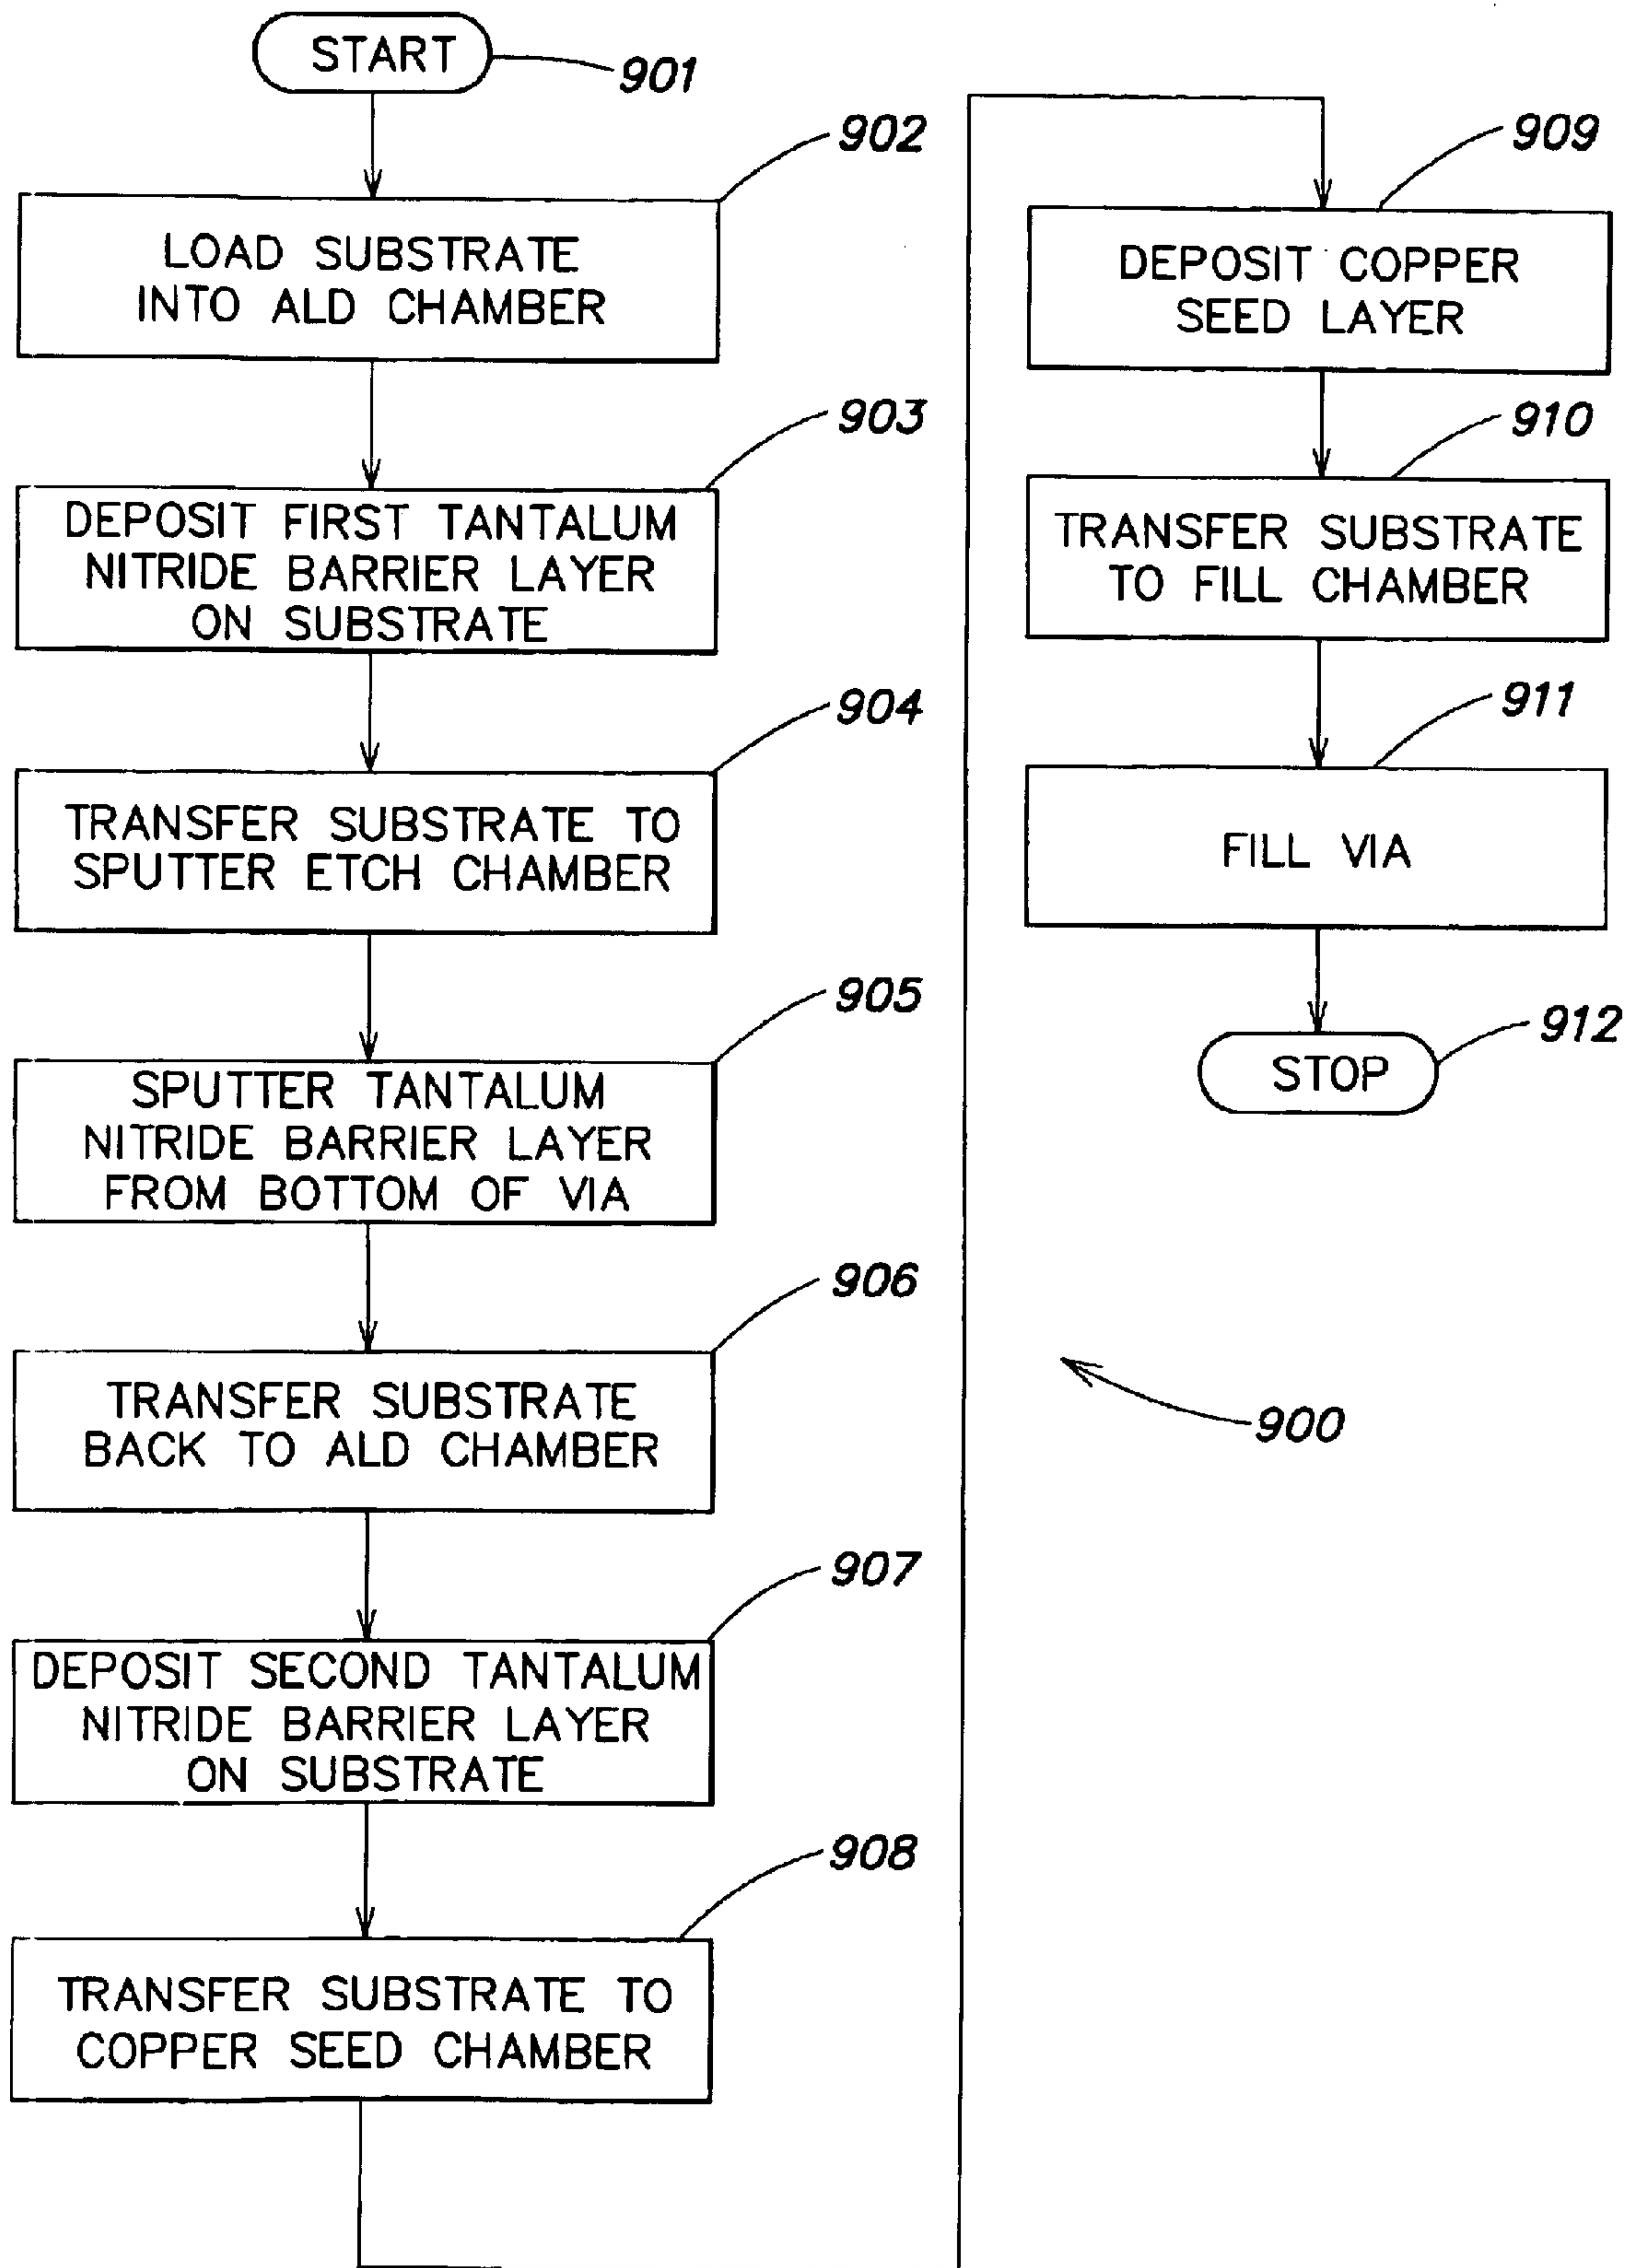 START
901
902
LOAD SUBSTRATE
INTO ALD CHAMBER
903
DEPOSIT FIRST TANTALUM
NITRIDE BARRIER LAYER
ON SUBSTRATE
904
TRANSFER SUBSTRATE TO
SPUTTER ETCH CHAMBER
905
SPUTTER TANTALUM
NITRIDE BARRIER LAYER
FROM BOTTOM OF VIA
906
TRANSFER SUBSTRATE
BACK TO ALD CHAMBER
907
DEPOSIT SECOND TANTALUM
NITRIDE BARRIER LAYER
ON SUBSTRATE
908
TRANSFER SUBSTRATE TO
COPPER SEED CHAMBER
909
DEPOSIT COPPER
SEED LAYER
910
TRANSFER SUBSTRATE
TO FILL CHAMBER
911
FILL VIA
912
STOP
900